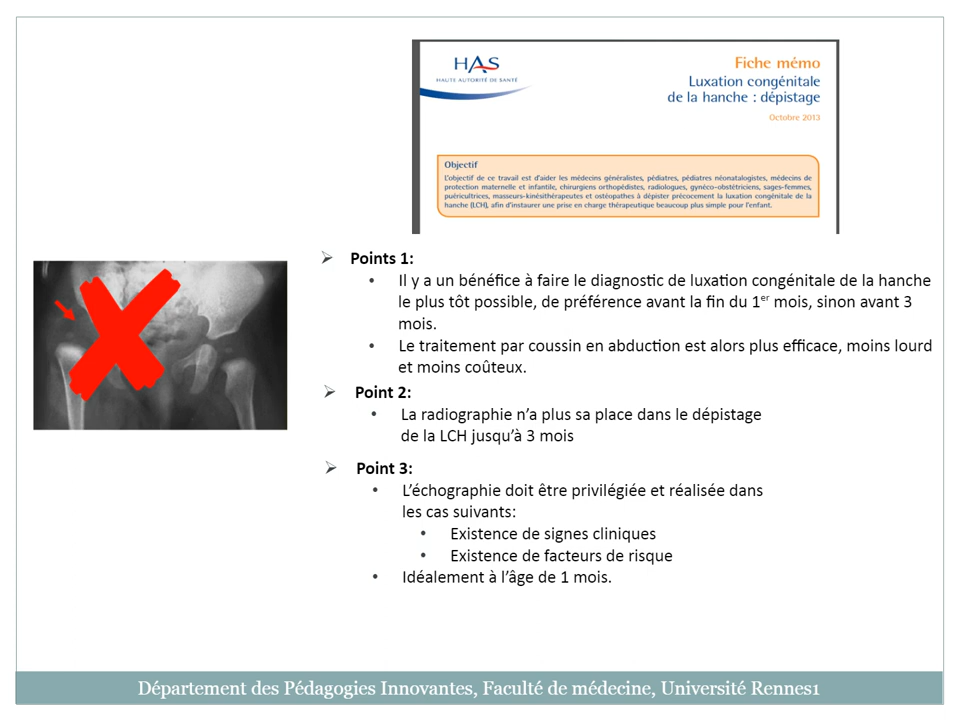 HAS
HAUTE AUTORITÉ DE SANTÉ
Fiche mémo
Luxation congénitale
de la hanche : dépistage
Octobre 2013
Objectif
L'objectif de ce travail est d'aider les médecins généralistes, pédiatres, pédiatres néonatalogistes, médecins de
protection maternelle et infantile, chirurgiens orthopédistes, radiologues, gynéco-obstétriciens, sages-femmes,
puéricultrices, masseurs-kinésithérapeutes et ostéopathes à dépister précocement la luxation congénitale de la
hanche (LCH), afin d'instaurer une prise en charge thérapeutique beaucoup plus simple pour l'enfant.
➢ Points 1:
• Il y a un bénéfice à faire le diagnostic de luxation congénitale de la hanche
le plus tôt possible, de préférence avant la fin du 1er mois, sinon avant 3
mois.
• Le traitement par coussin en abduction est alors plus efficace, moins lourd
et moins coûteux.
➢ Point 2:
• La radiographie n'a plus sa place dans le dépistage
de la LCH jusqu'à 3 mois
➢ Point 3:
• L'échographie doit être privilégiée et réalisée dans
les cas suivants:
• Existence de signes cliniques
• Existence de facteurs de risque
• Idéalement à l'âge de 1 mois.
Département des Pédagogies Innovantes, Faculté de médecine, Université Rennes1